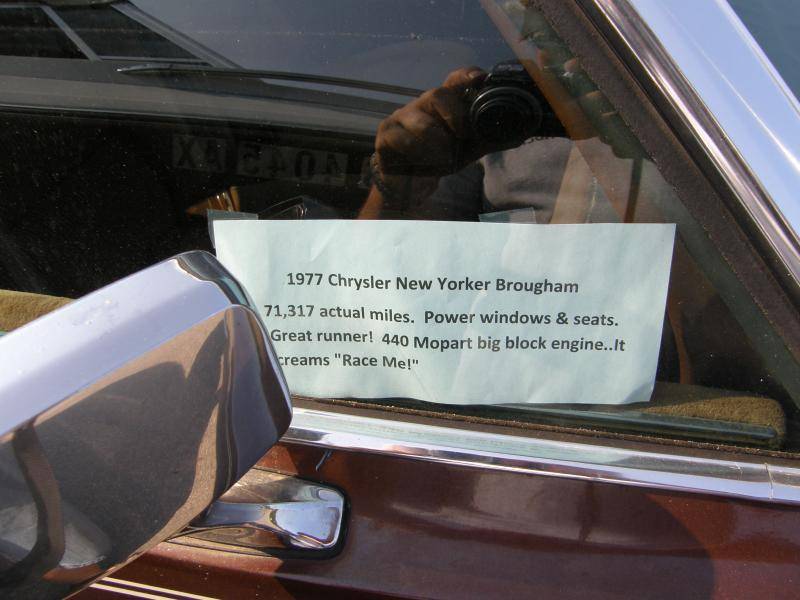 1977 Chrysler New Yorker Brougham
71,317 actual miles. Power windows & seats.
Great runner! 440 Mopart big block engine..It
creams "Race Me!"